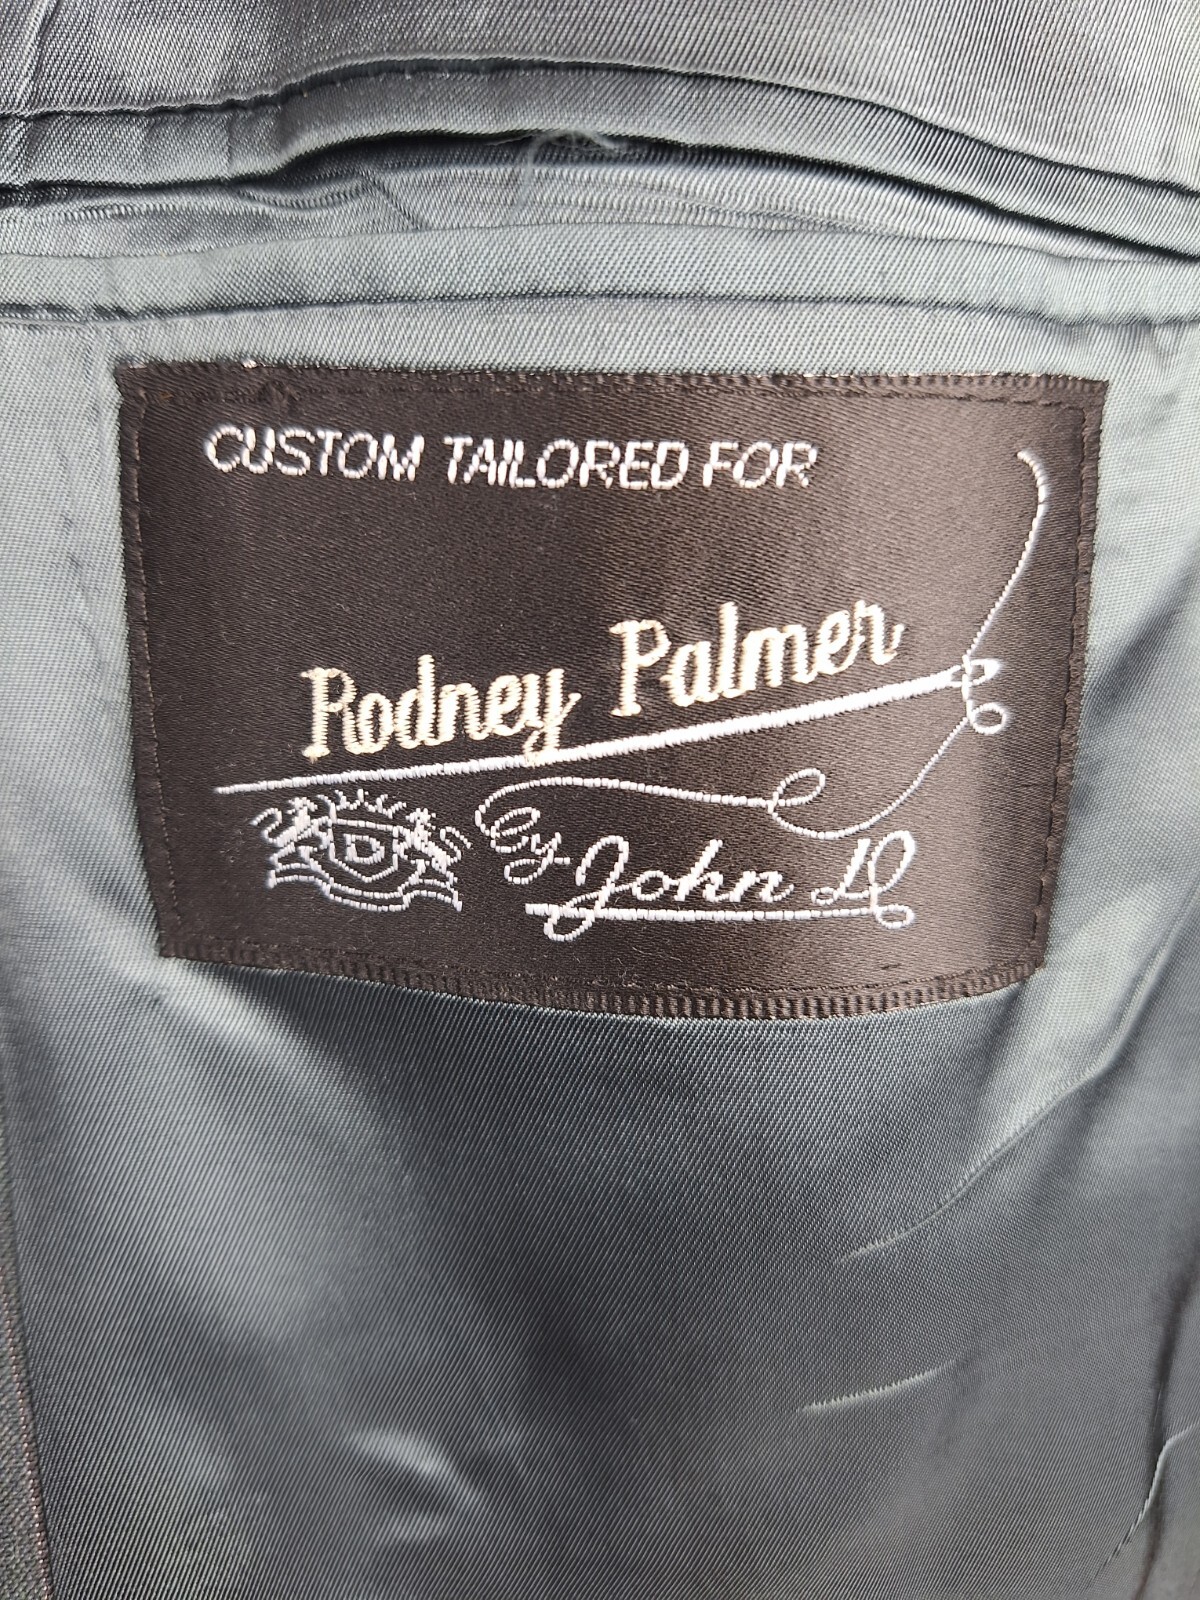 CUSTOM TAILORED FOR
Rodney Palmer
D
By John